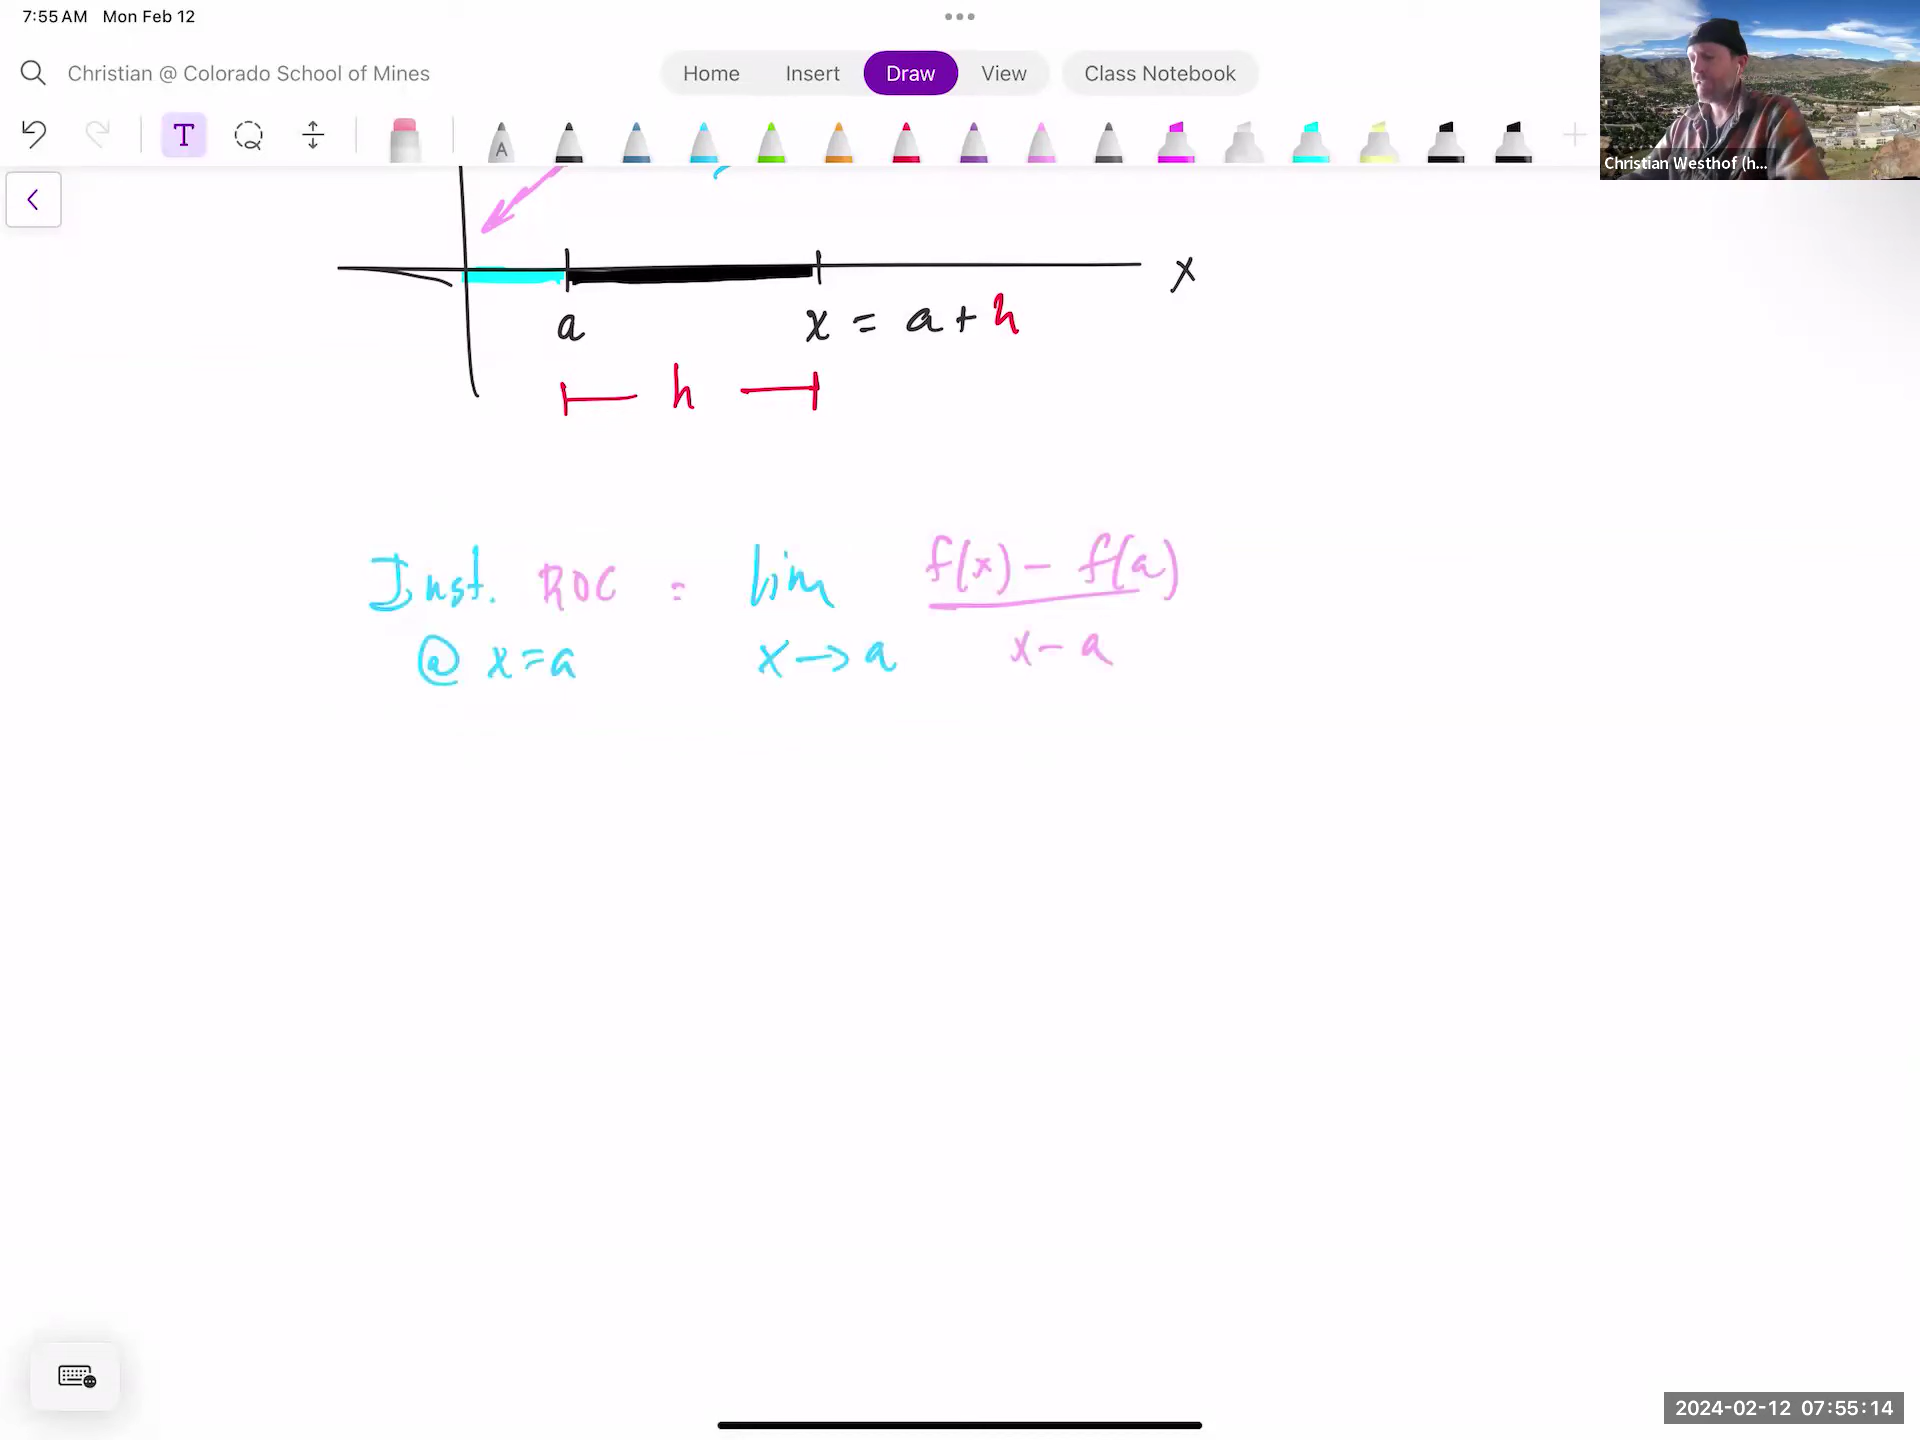 7:55 AM Mon Feb 12
Christian @ Colorado School of Mines
Home Insert Draw View Class Notebook
T
A
Christian Westhof (h...
x
a x = a + h
h
Inst. ROC = lim f(x) - f(a)
@ x = a x → a x - a
2024-02-12 07:55:14